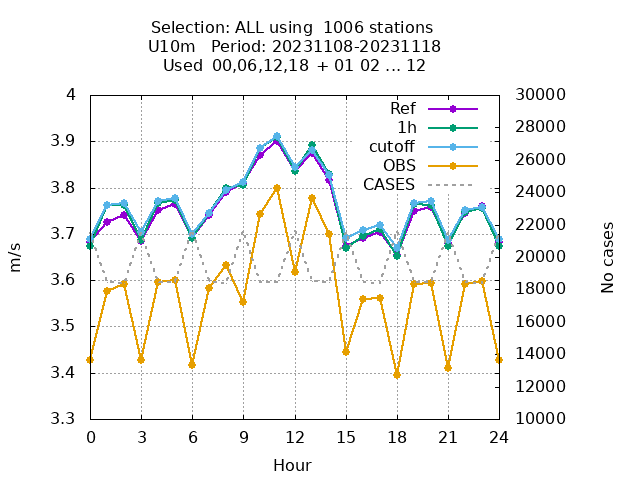 Selection: ALL using  1006 stations
U10m   Period: 20231108-20231118
Used  00,06,12,18  + 01 02 ... 12
4
3.9
3.8
3.7
3.6
3.5
3.4
3.3
m/s
30000
28000
26000
24000
22000
20000
18000
16000
14000
12000
10000
No cases
Ref
1h
cutoff
OBS
CASES
0 3 6 9 12 15 18 21 24
Hour